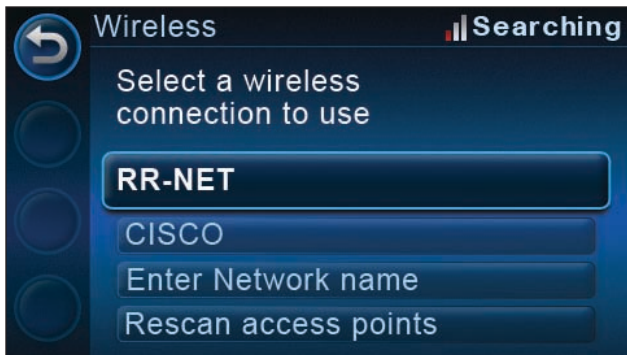 Wireless
Searching
Select a wireless
connection to use
RR-NET
CISCO
Enter Network name
Rescan access points